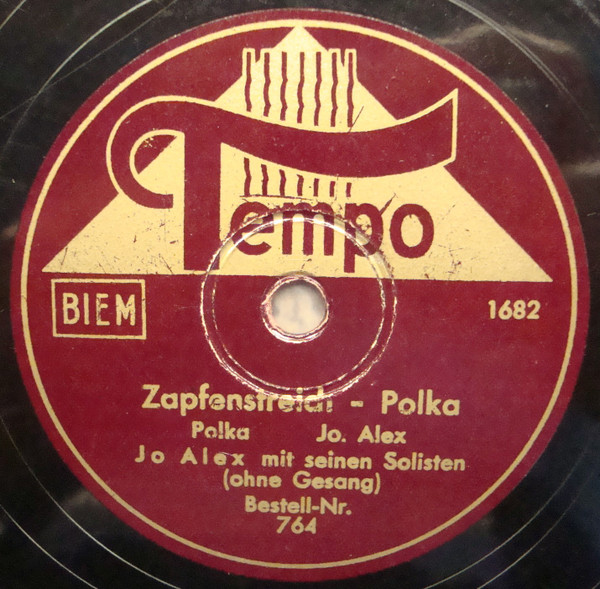 Tempo
BIEM
1682
Zapfenstreich - Polka
Polka Jo. Alex
Jo Alex mit seinen Solisten
(ohne Gesang)
Bestell-Nr.
764